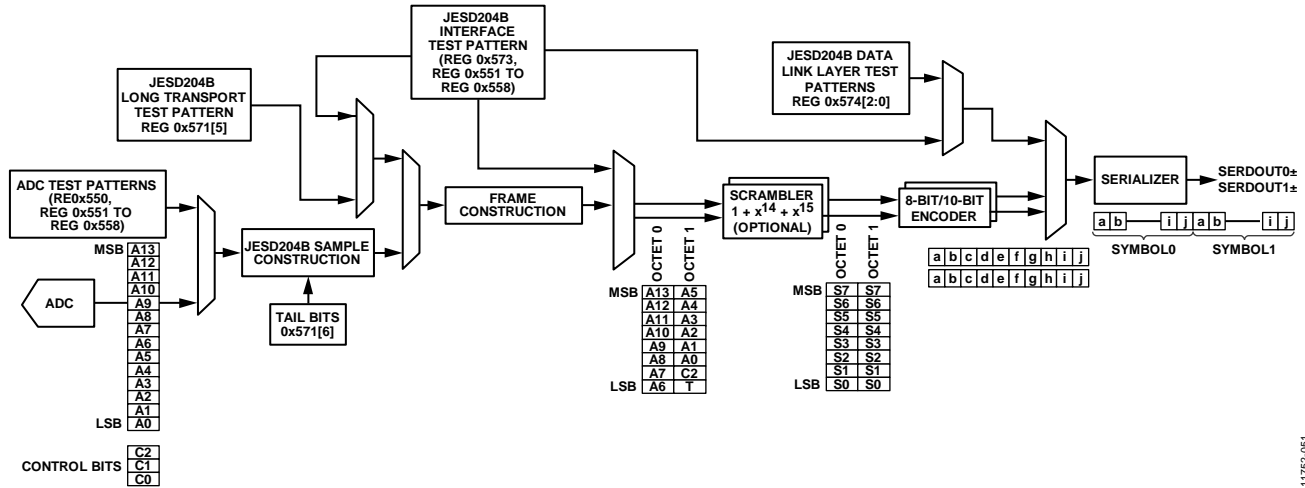 JESD204B
LONG TRANSPORT
TEST PATTERN
REG 0x571[5]
JESD204B
INTERFACE
TEST PATTERN
(REG 0x573,
REG 0x551 TO
REG 0x558)
JESD204B DATA
LINK LAYER TEST
PATTERNS
REG 0x574[2:0]
ADC TEST PATTERNS
(RE0x550,
REG 0x551 TO
REG 0x558)
MSB A13
A12
A11
A10
A9
A8
A7
A6
A5
A4
A3
A2
A1
LSB A0
ADC
CONTROL BITS
C2
C1
C0
JESD204B SAMPLE
CONSTRUCTION
TAIL BITS
0x571[6]
FRAME
CONSTRUCTION
OCTET 0
OCTET 1
MSB A13 A5
A12 A4
A11 A3
A10 A2
A9 A1
A8 A0
A7 C2
LSB A6 T
SCRAMBLER
1 + x14 + x15
(OPTIONAL)
OCTET 0
OCTET 1
MSB S7 S7
S6 S6
S5 S5
S4 S4
S3 S3
S2 S2
S1 S1
LSB S0 S0
8-BIT/10-BIT
ENCODER
a b c d e f g h i j
a b c d e f g h i j
SERIALIZER
SERDOUT0±
SERDOUT1±
a b i j a b i j
SYMBOL0 SYMBOL1
11752-051